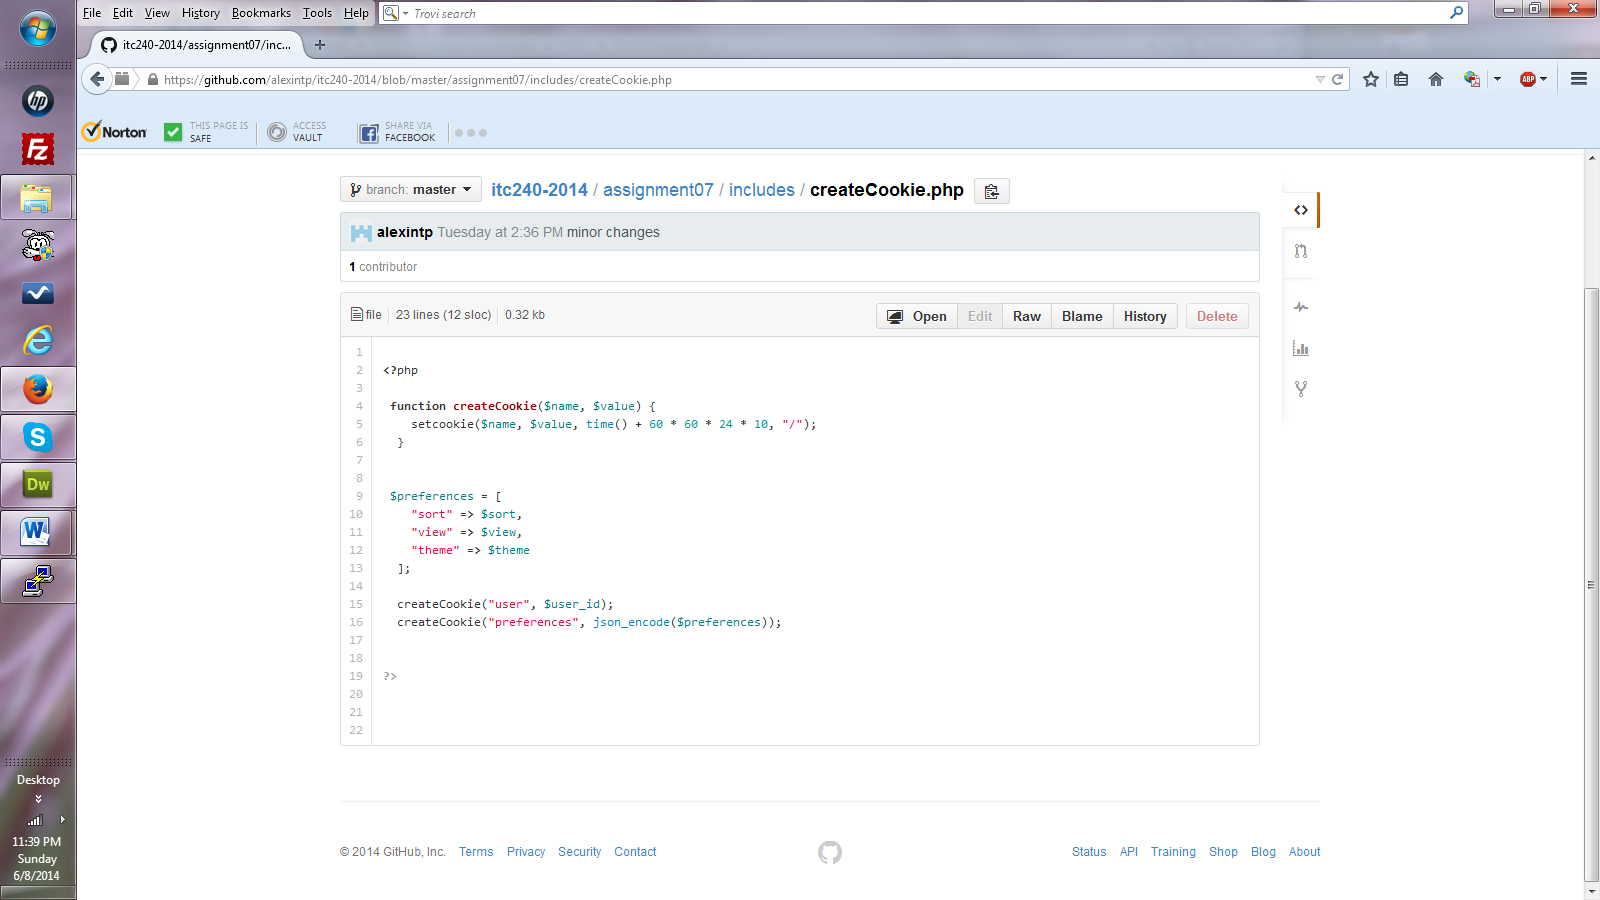 File Edit View History Bookmarks Tools Help Trovi search
itc240-2014/assignment07/inc...
https://github.com/alexintp/itc240-2014/blob/master/assignment07/includes/createCookie.php
ABP
Norton THIS PAGE IS SAFE ACCESS VAULT SHARE VIA FACEBOOK
branch: master itc240-2014 / assignment07 / includes / createCookie.php
alexintp Tuesday at 2:36 PM minor changes
1 contributor
file 23 lines (12 sloc) 0.32 kb Open Edit Raw Blame History Delete
1
2 <?php
3
4 function createCookie($name, $value) {
5 setcookie($name, $value, time() + 60 * 60 * 24 * 10, "/");
6 }
7
8
9 $preferences = [
10 "sort" => $sort,
11 "view" => $view,
12 "theme" => $theme
13 ];
14
15 createCookie("user", $user_id);
16 createCookie("preferences", json_encode($preferences));
17
18
19 ?>
20
21
22
© 2014 GitHub, Inc. Terms Privacy Security Contact Status API Training Shop Blog About
hp
Fz
S
Dw
W
Desktop
11:39 PM
Sunday
6/8/2014